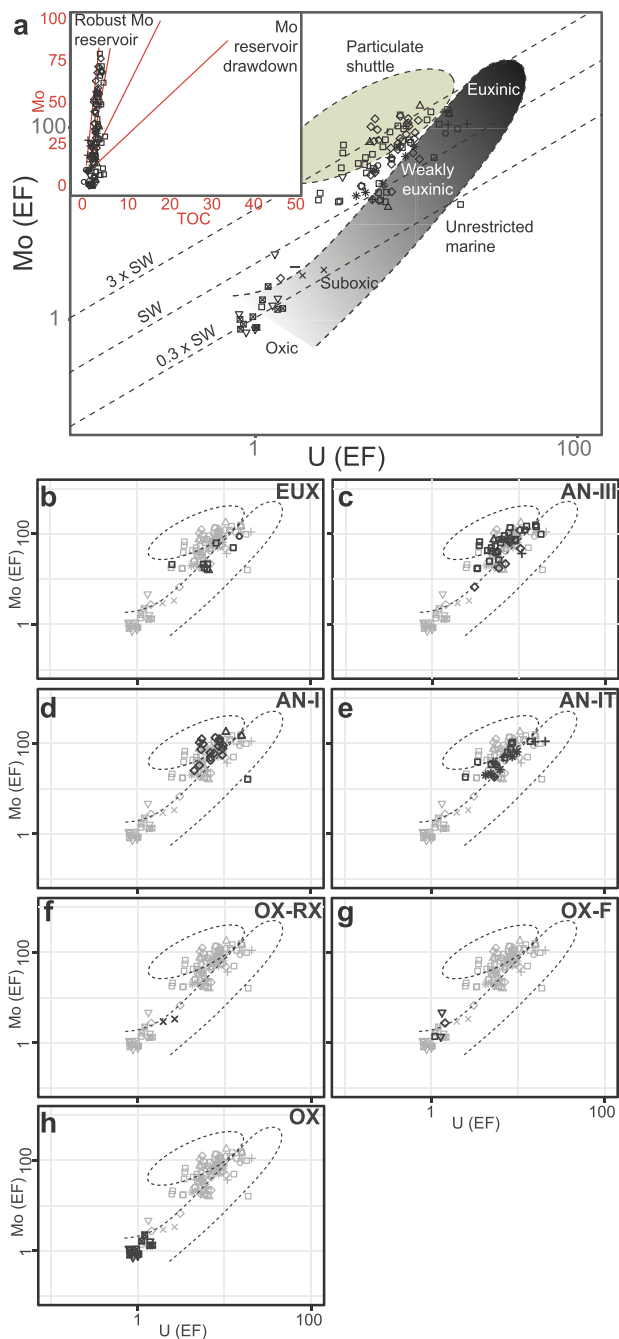 a
100
Robust Mo
reservoir
Mo
reservoir
drawdown
75
50
25
0
Mo
0 10 20 30 40 50
TOC
100
1
Mo (EF)
Particulate
shuttle
Euxinic
Weakly
euxinic
Unrestricted
marine
Suboxic
Oxic
3 x SW
SW
0.3 x SW
1
100
U (EF)
b
EUX
c
AN-III
Mo (EF)
100
1
d
AN-I
e
AN-IT
Mo (EF)
100
1
f
OX-RX
g
OX-F
Mo (EF)
100
1
1
100
U (EF)
h
OX
Mo (EF)
100
1
1
100
U (EF)